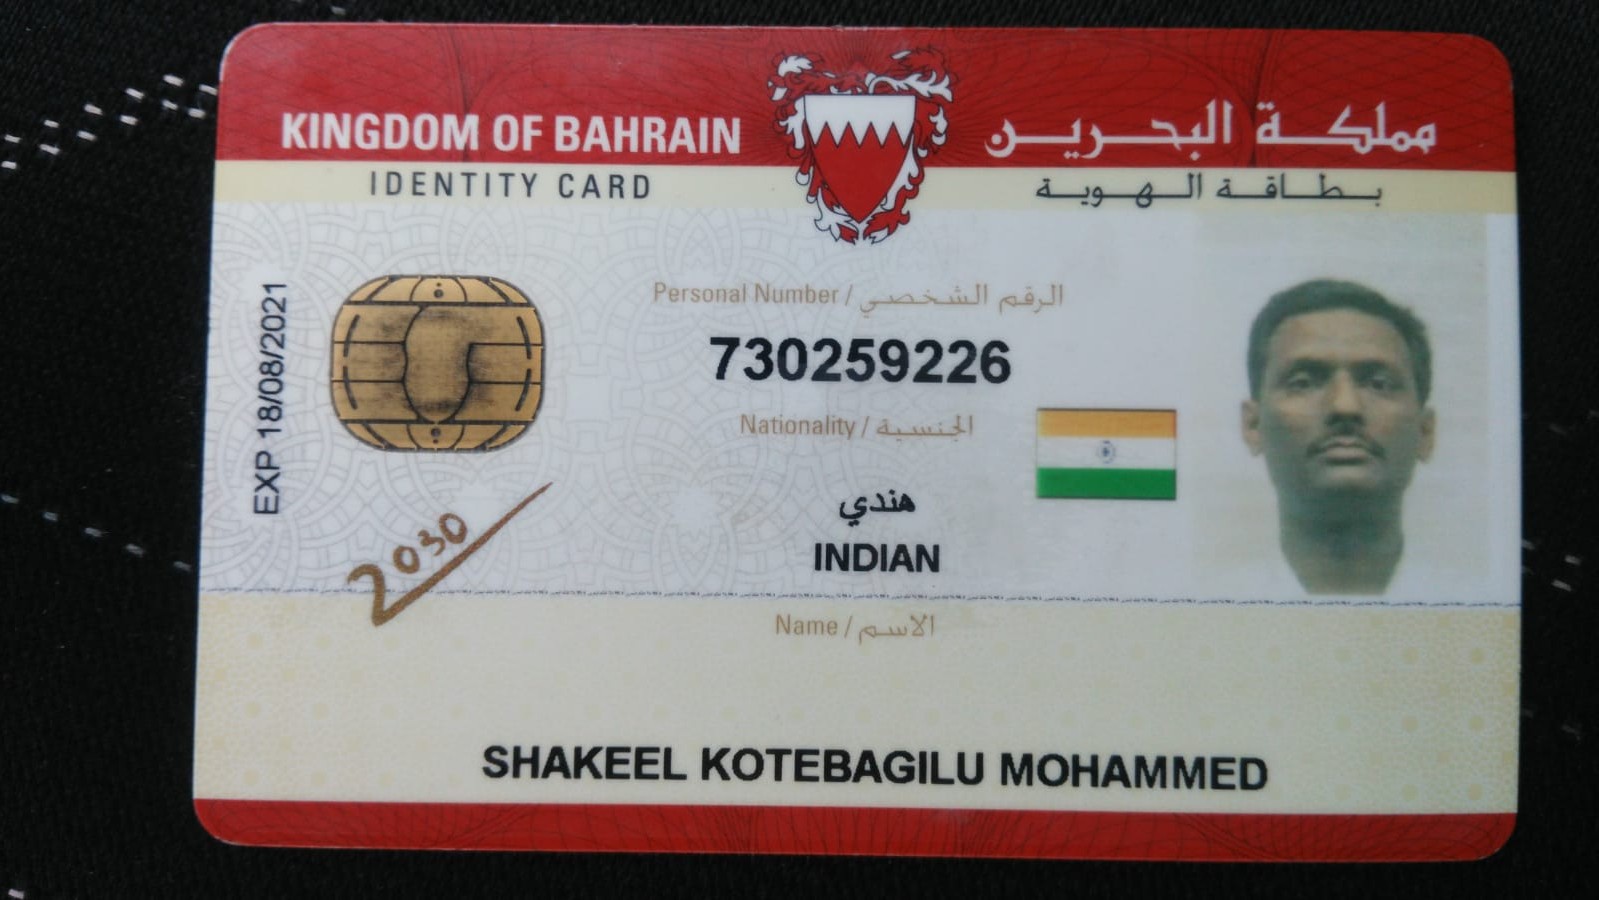 KINGDOM OF BAHRAIN
مملكة البحرين
IDENTITY CARD
بطاقة الهوية
Personal Number / الرقم الشخصي
730259226
EXP 18/08/2021
Nationality / الجنسية
هندي
INDIAN
2030
Name / الاسم
SHAKEEL KOTEBAGILU MOHAMMED